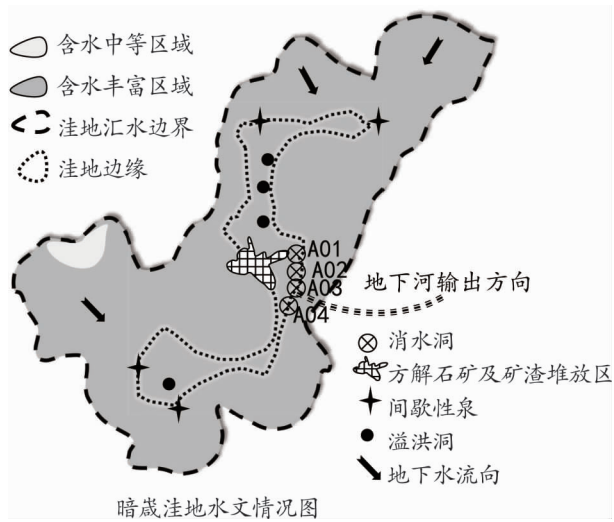 含水中等区域
含水丰富区域
洼地汇水边界
洼地边缘
A01
A02
A03
A04
地下河输出方向
消水洞
方解石矿及矿渣堆放区
间歇性泉
溢洪洞
地下水流向
暗崴洼地水文情况图